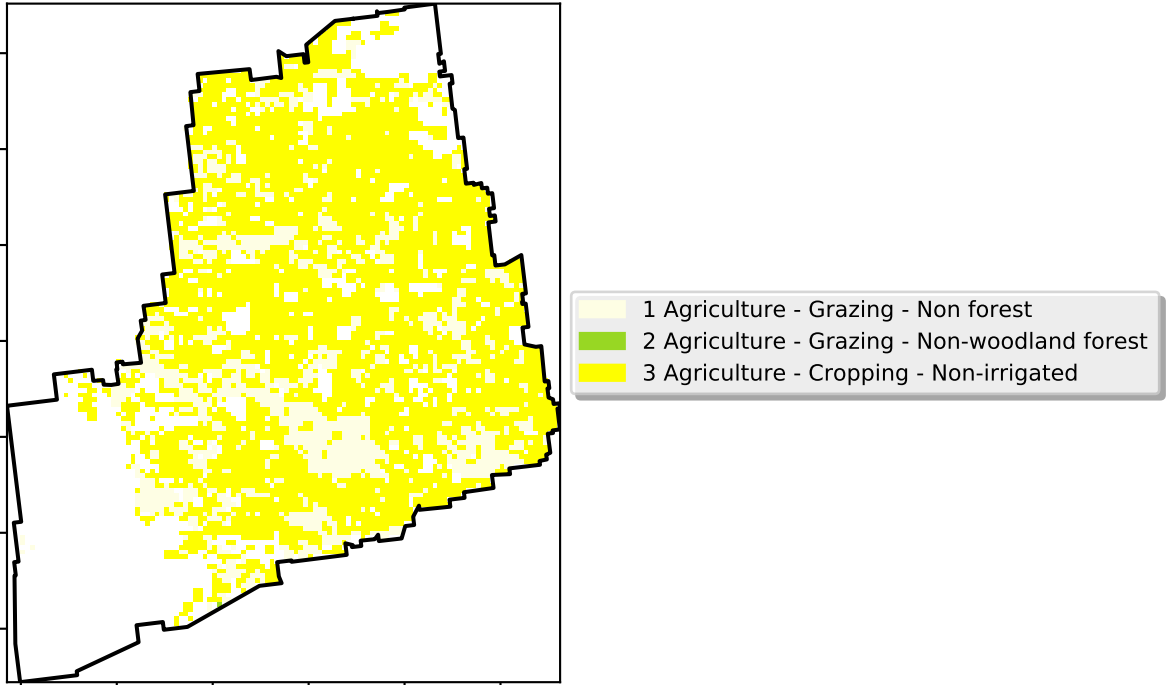 1 Agriculture - Grazing - Non forest
2 Agriculture - Grazing - Non-woodland forest
3 Agriculture - Cropping - Non-irrigated